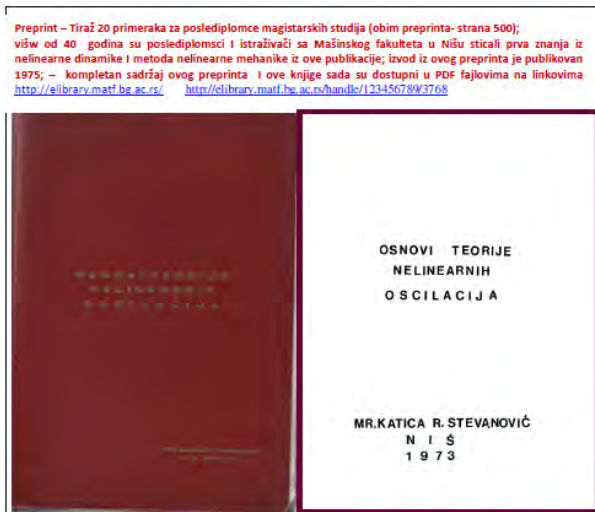 Preprint – Tiraž 20 primeraka za poslediplomce magistarskih studija (obim preprinta- strana 500);
višw od 40 godina su poslediplomsci I istraživači sa Mašinskog fakulteta u Nišu sticali prva znanja iz
nelinearne dinamike I metoda nelinearne mehanike iz ove publikacije; izvod iz ovog preprinta je publikovan
1975; – kompletan sadržaj ovog preprinta I ove knjige sada su dostupni u PDF fajlovima na linkovima
http://elibrary.matf.bg.ac.rs/ http://elibrary.matf.bg.ac.rs/handle/123456789/3768
OSNOVI TEORIJE
NELINEARNIH
OSCILACIJA
MR.KATICA R. STEVANOVIĆ
N I Š
1 9 7 3